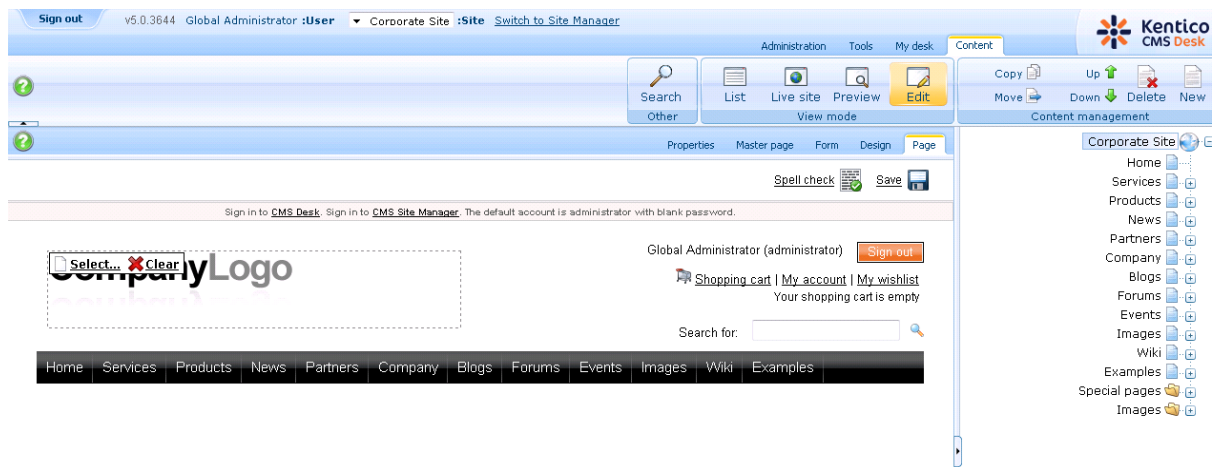 Sign out v5.0.3644 Global Administrator :User Corporate Site :Site Switch to Site Manager
Kentico
CMS Desk
Administration Tools My desk Content
Search List Live site Preview Edit
Other View mode
Copy Up
Move Down Delete New
Content management
Properties Master page Form Design Page
Spell check Save
Sign in to CMS Desk. Sign in to CMS Site Manager. The default account is administrator with blank password.
Select... Clear
CompanyLogo
Global Administrator (administrator) Sign out
Shopping cart | My account | My wishlist
Your shopping cart is empty
Search for:
Home Services Products News Partners Company Blogs Forums Events Images Wiki Examples
Corporate Site
Home
Services
Products
News
Partners
Company
Blogs
Forums
Events
Images
Wiki
Examples
Special pages
Images